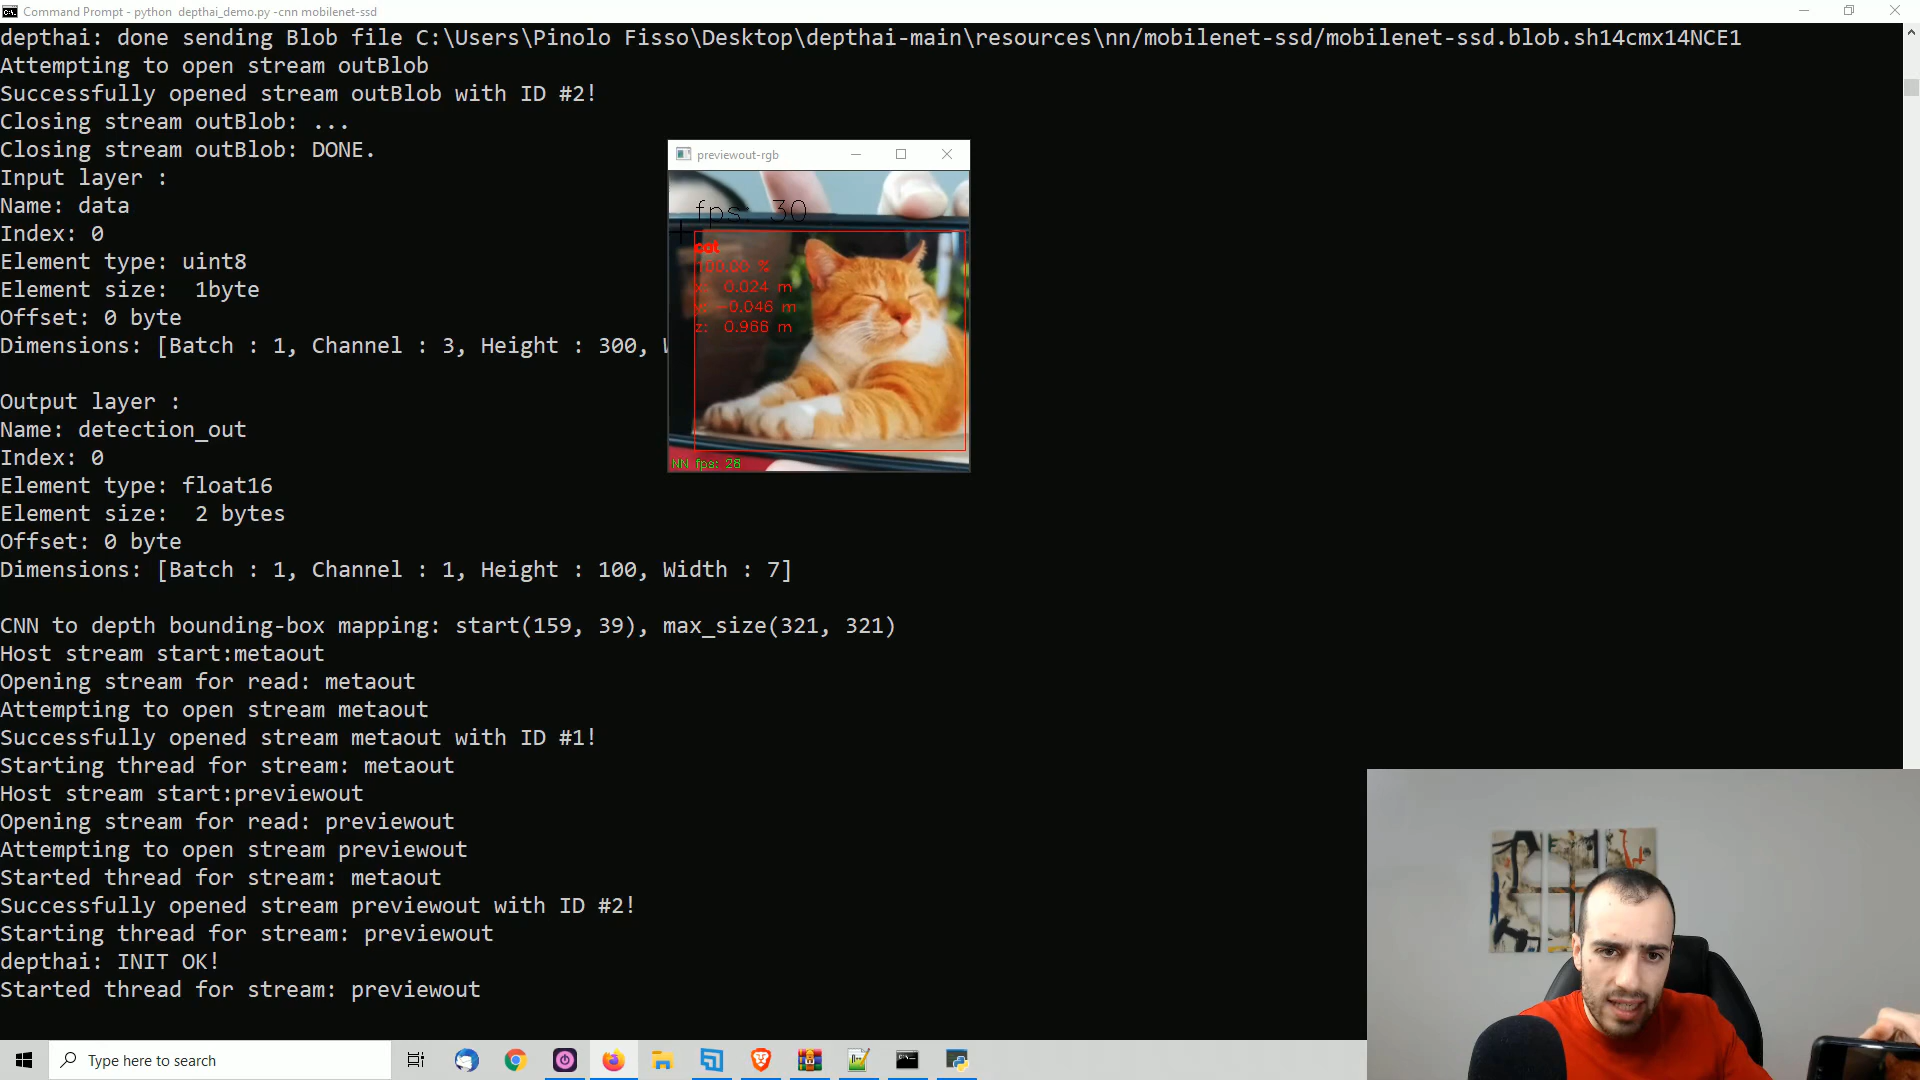 Command Prompt - python  depthai_demo.py -cnn mobilenet-ssd
depthai: done sending Blob file C:\Users\Pinolo Fisso\Desktop\depthai-main\resources\nn/mobilenet-ssd/mobilenet-ssd.blob.sh14cmx14NCE1
Attempting to open stream outBlob
Successfully opened stream outBlob with ID #2!
Closing stream outBlob: ...
Closing stream outBlob: DONE.
Input layer :
Name: data
Index: 0
Element type: uint8
Element size:  1byte
Offset: 0 byte
Dimensions: [Batch : 1, Channel : 3, Height : 300,
Output layer :
Name: detection_out
Index: 0
Element type: float16
Element size:  2 bytes
Offset: 0 byte
Dimensions: [Batch : 1, Channel : 1, Height : 100, Width : 7]
CNN to depth bounding-box mapping: start(159, 39), max_size(321, 321)
Host stream start:metaout
Opening stream for read: metaout
Attempting to open stream metaout
Successfully opened stream metaout with ID #1!
Starting thread for stream: metaout
Host stream start:previewout
Opening stream for read: previewout
Attempting to open stream previewout
Started thread for stream: metaout
Successfully opened stream previewout with ID #2!
Starting thread for stream: previewout
depthai: INIT OK!
Started thread for stream: previewout
previewout-rgb
fps: 30
cat
100.00 %
x: 0.024 m
y: -0.046 m
z: 0.966 m
NN fps: 28
Type here to search